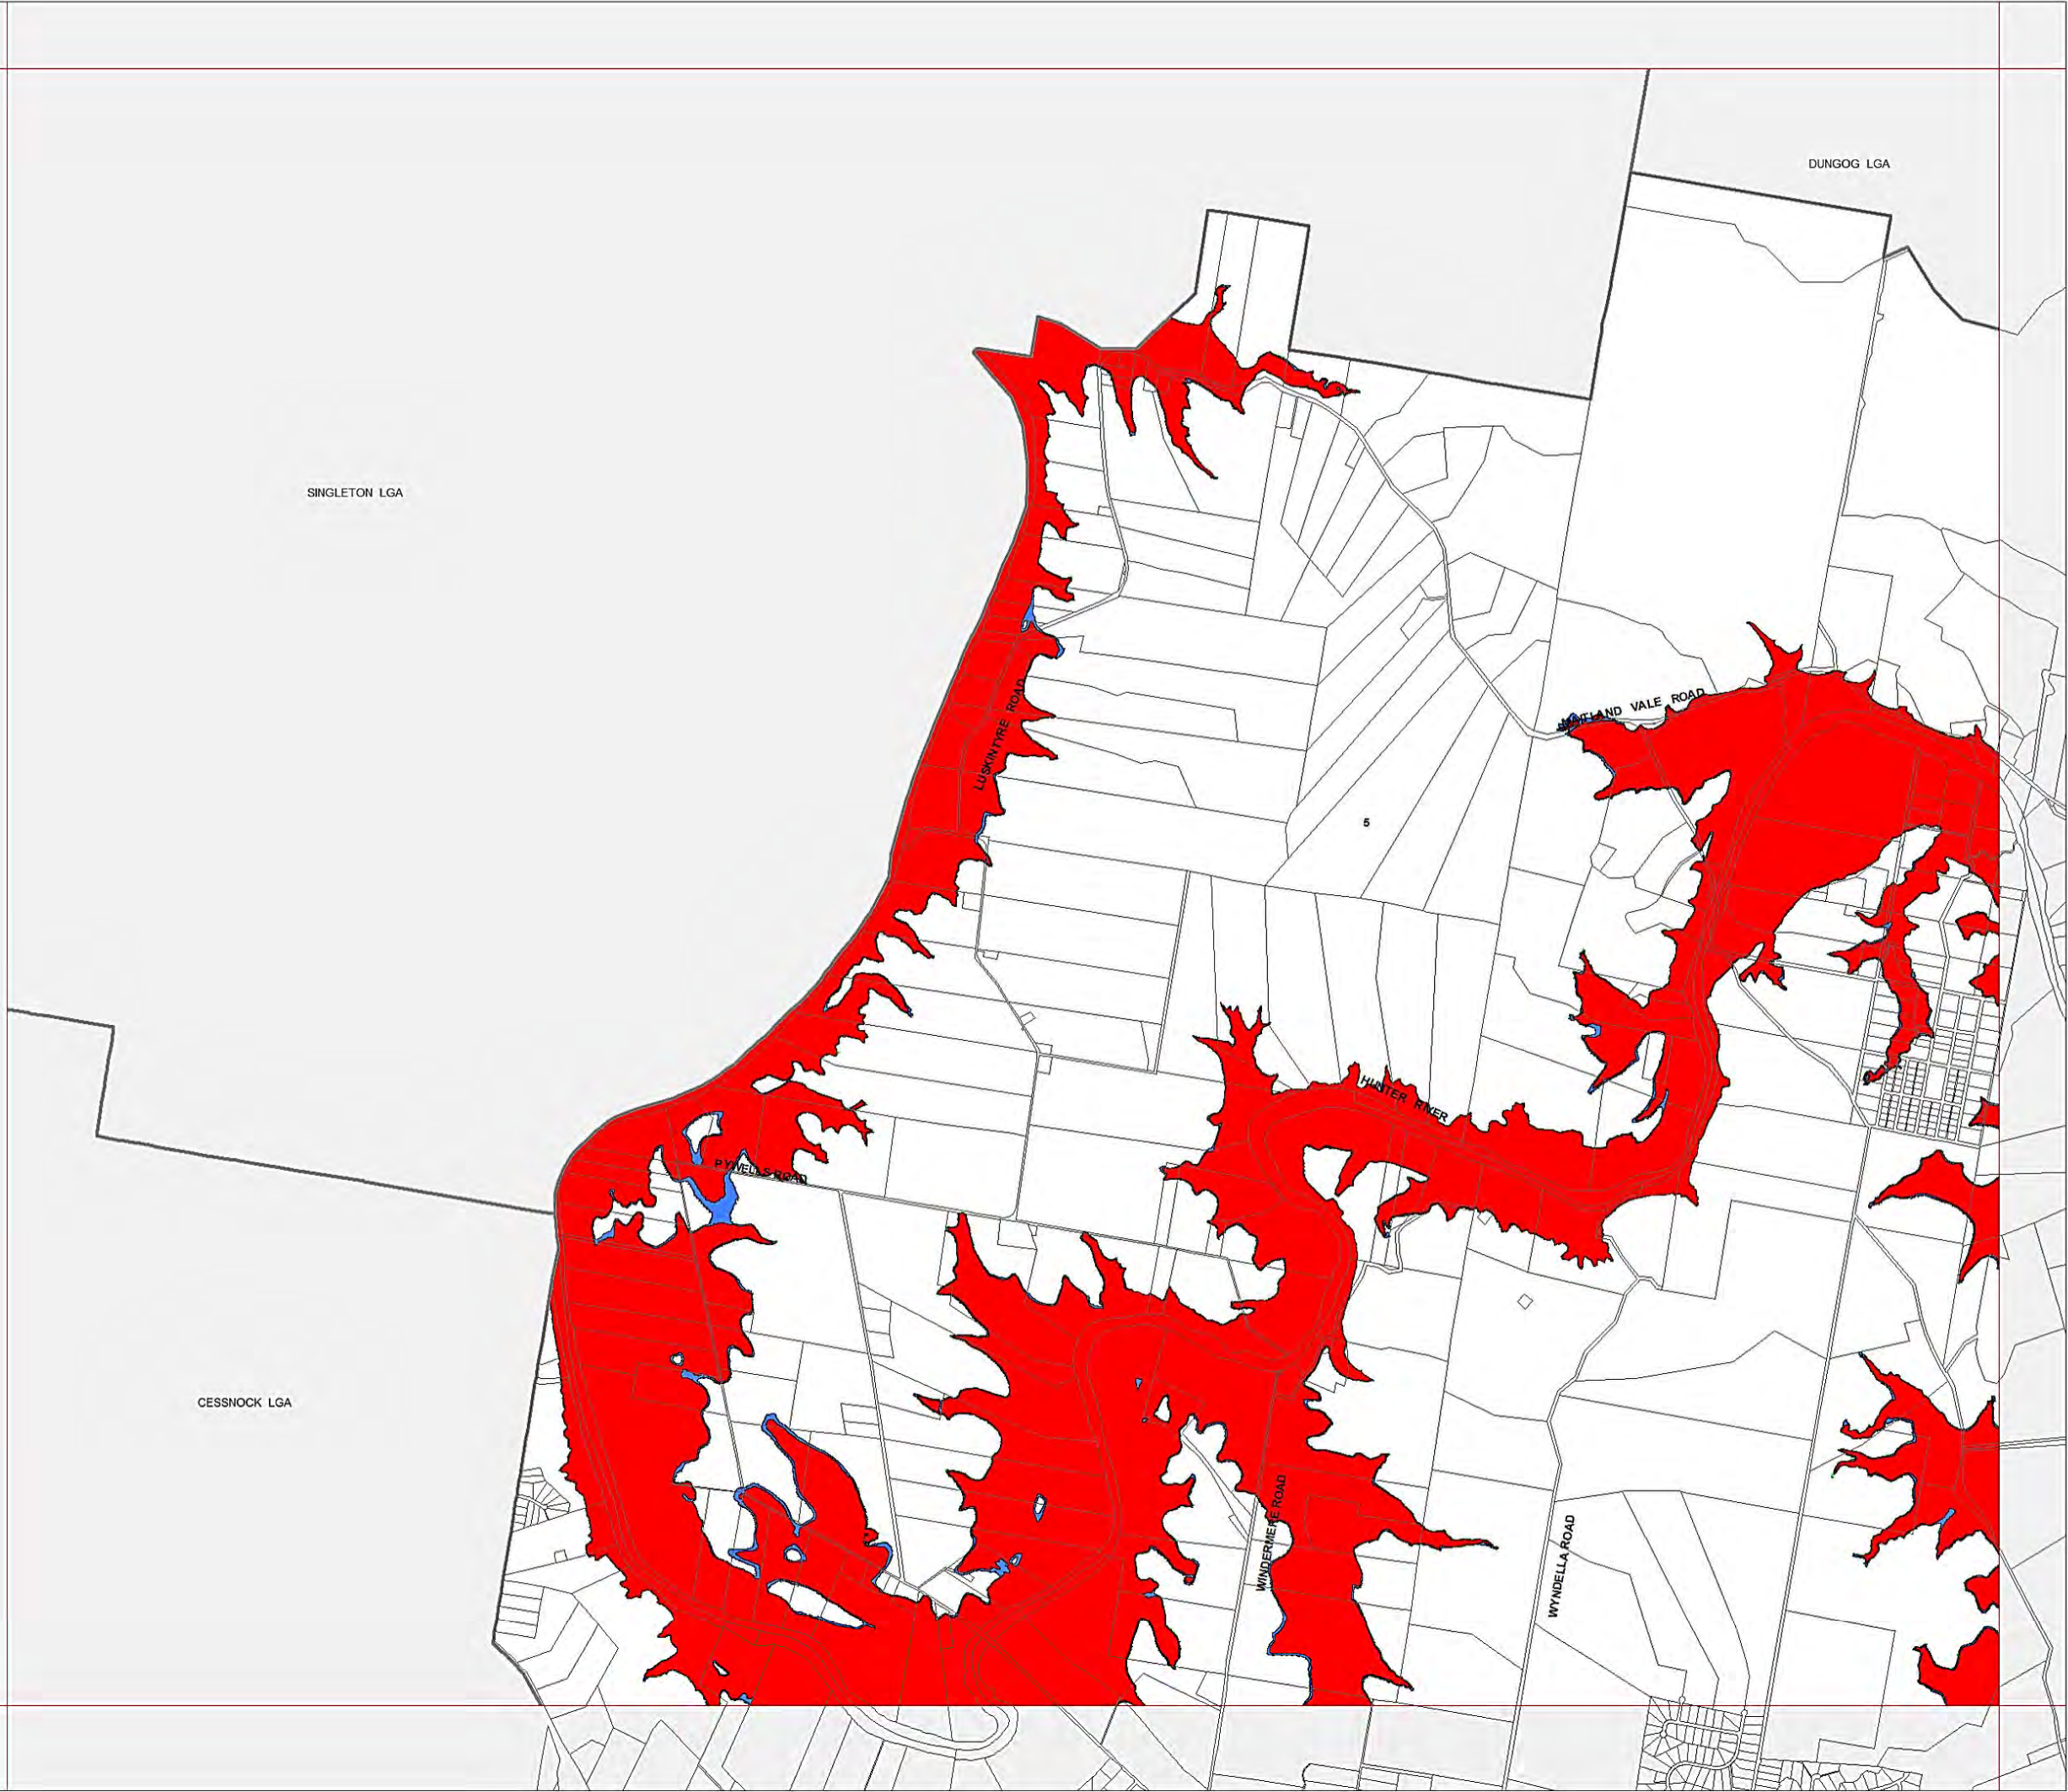 DUNGOG LGA
SINGLETON LGA
MAITLAND VALE ROAD
LUSKINTYRE ROAD
5
HUNTER RIVER
PYWELLS ROAD
CESSNOCK LGA
WINDERMERE ROAD
WYNDELLA ROAD